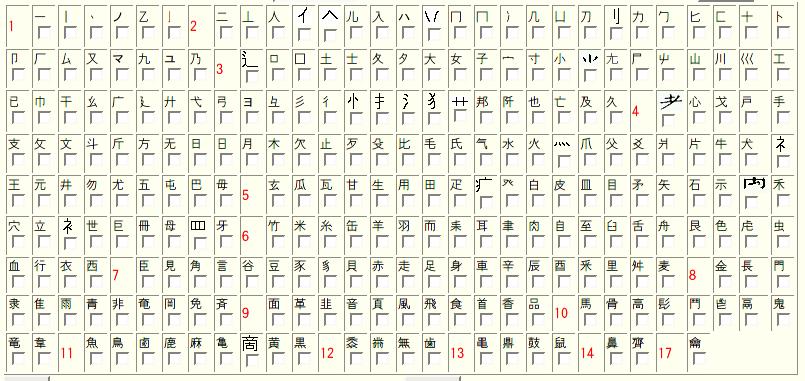 1 一 丨 丶 ノ 乙 亅 2 二 亠 人 亻 𠆢 儿 入 ハ 丷 冂 冖 冫 几 凵 刀 刂 力 勹 匕 匚 十 卜
卩 厂 厶 又 マ 九 ユ 乃 3 辶 口 囗 土 士 夂 夕 大 女 子 宀 寸 小 ⺌ 尢 尸 屮 山 川 巛 工
已 巾 干 幺 广 廴 廾 弋 弓 ヨ 彑 彡 彳 忄 扌 氵 犭 艹 邦 阡 也 亡 及 久 4 耂 心 戈 戸 手
支 攵 文 斗 斤 方 无 日 曰 月 木 欠 止 歹 殳 比 毛 氏 气 水 火 灬 爪 父 爻 爿 片 牛 犬 礻
王 元 井 勿 尤 五 屯 巴 毋 5 玄 瓜 瓦 甘 生 用 田 疋 疒 癶 白 皮 皿 目 矛 矢 石 示 禸 禾
穴 立 衤 世 巨 冊 母 罒 牙 6 竹 米 糸 缶 羊 羽 而 耒 耳 聿 肉 自 至 臼 舌 舟 艮 色 虍 虫
血 行 衣 西 7 臣 見 角 言 谷 豆 豕 豸 貝 赤 走 足 身 車 辛 辰 酉 釆 里 舛 麦 8 金 長 門
隶 隹 雨 青 非 奄 岡 免 斉 9 面 革 韭 音 頁 風 飛 食 首 香 品 10 馬 骨 高 髟 鬥 鬯 鬲 鬼
竜 韋 11 魚 鳥 鹵 鹿 麻 亀 啇 黄 黒 12 黍 黹 無 歯 13 黽 鼎 鼓 鼠 14 鼻 齊 17 龠